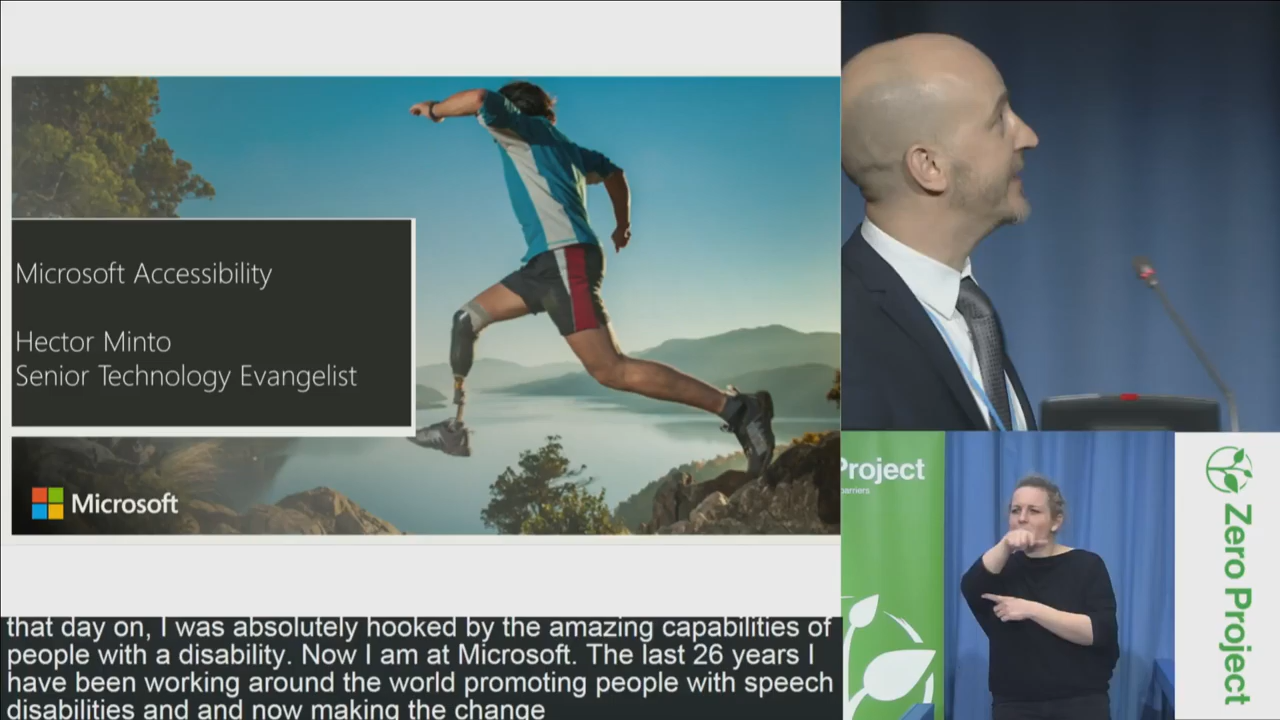 Microsoft Accessibility
Hector Minto
Senior Technology Evangelist
Microsoft
that day on, I was absolutely hooked by the amazing capabilities of
people with a disability. Now I am at Microsoft. The last 26 years I
have been working around the world promoting people with speech
disabilities and and now making the change
Project
barriers
Zero Project